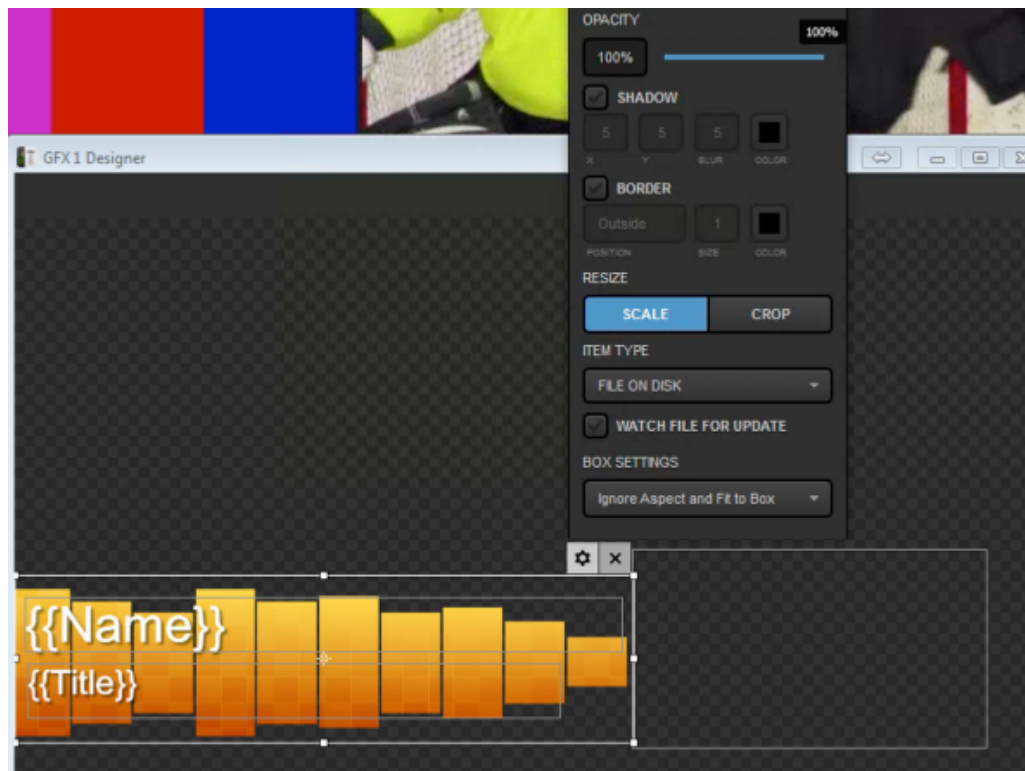 OPACITY
100%
100%
SHADOW
5 5 5
X Y BLUR COLOR
GFX 1 Designer
BORDER
Outside 1
POSITION SIZE COLOR
RESIZE
SCALE CROP
ITEM TYPE
FILE ON DISK
WATCH FILE FOR UPDATE
BOX SETTINGS
Ignore Aspect and Fit to Box
{{Name}}
{{Title}}